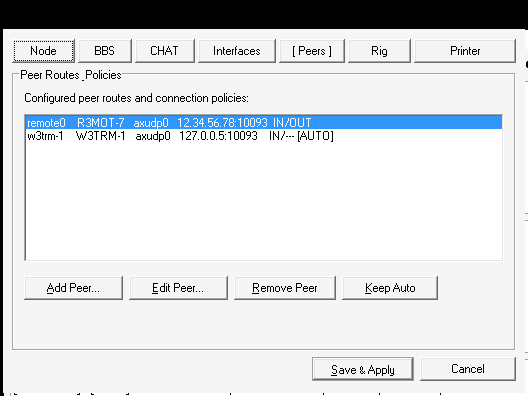 Node BBS CHAT Interfaces [ Peers ] Rig Printer
Peer Routes Policies
Configured peer routes and connection policies:
remote0 R3MOT-7 axudp0 12.34.56.78:10093 IN/OUT
w3trm-1 W3TRM-1 axudp0 127.0.0.5:10093 IN/--- [AUTO]
Add Peer... Edit Peer... Remove Peer Keep Auto
Save & Apply Cancel